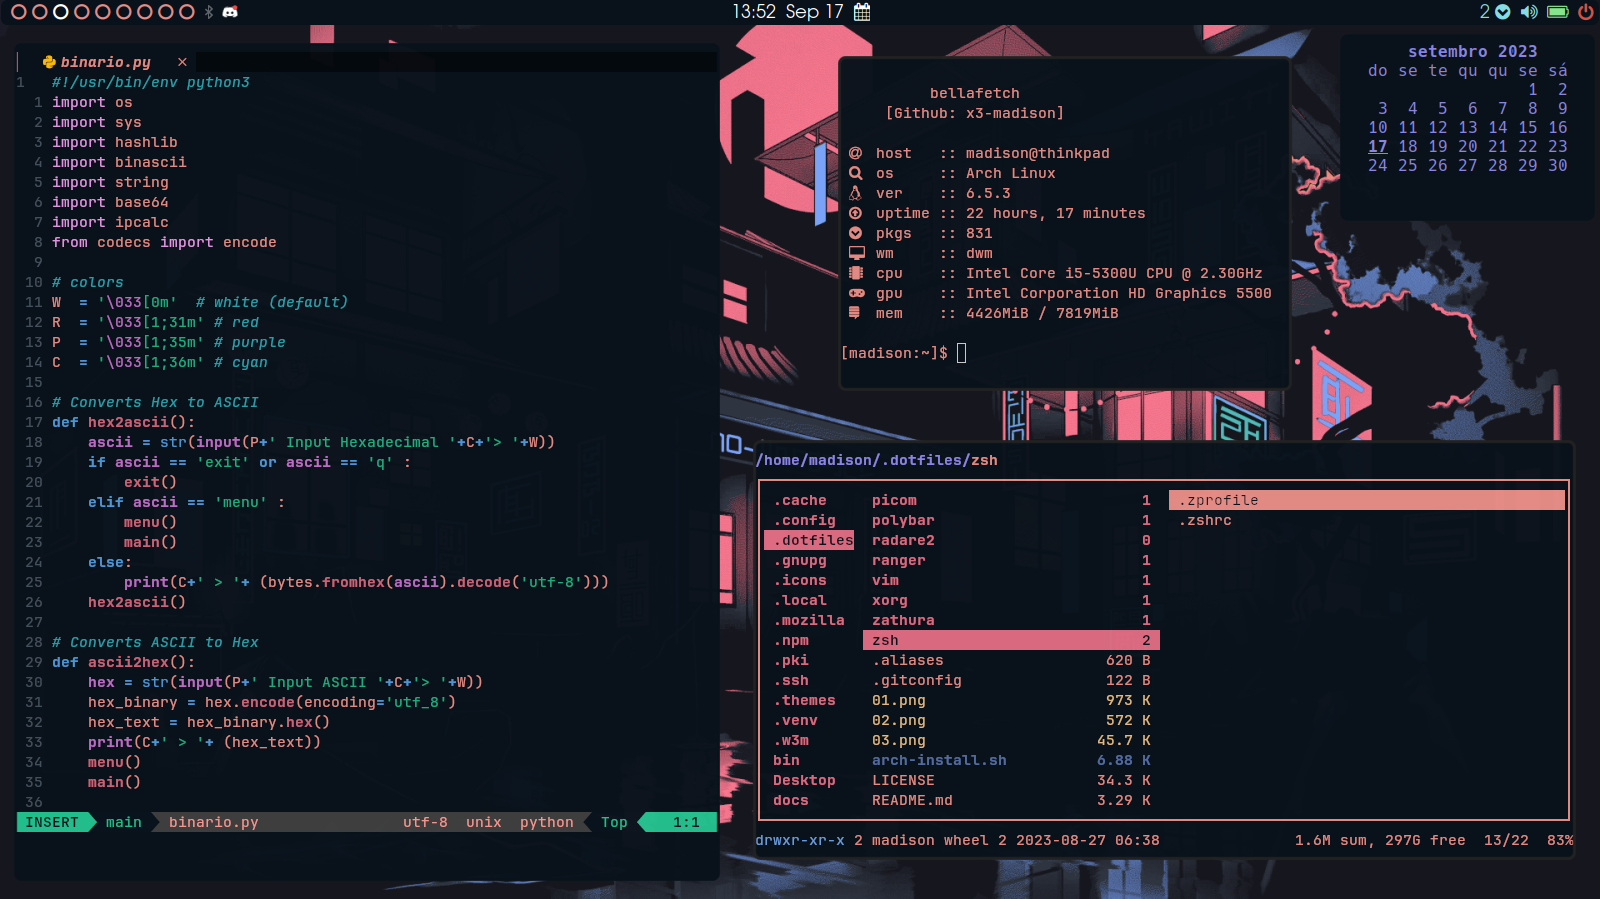 13:52 Sep 17
2
binario.py ×
1 #!/usr/bin/env python3
1 import os
2 import sys
3 import hashlib
4 import binascii
5 import string
6 import base64
7 import ipcalc
8 from codecs import encode
9
10 # colors
11 W = '\033[0m' # white (default)
12 R = '\033[1;31m' # red
13 P = '\033[1;35m' # purple
14 C = '\033[1;36m' # cyan
15
16 # Converts Hex to ASCII
17 def hex2ascii():
18 ascii = str(input(P+' Input Hexadecimal '+C+'> '+W))
19 if ascii == 'exit' or ascii == 'q' :
20 exit()
21 elif ascii == 'menu' :
22 menu()
23 main()
24 else:
25 print(C+' > '+ (bytes.fromhex(ascii).decode('utf-8')))
26 hex2ascii()
27
28 # Converts ASCII to Hex
29 def ascii2hex():
30 hex = str(input(P+' Input ASCII '+C+'> '+W))
31 hex_binary = hex.encode(encoding='utf_8')
32 hex_text = hex_binary.hex()
33 print(C+' > '+ (hex_text))
34 menu()
35 main()
36
INSERT main binario.py utf-8 unix python Top 1:1
bellafetch
[Github: x3-madison]
host :: madison@thinkpad
os :: Arch Linux
ver :: 6.5.3
uptime :: 22 hours, 17 minutes
pkgs :: 831
wm :: dwm
cpu :: Intel Core i5-5300U CPU @ 2.30GHz
gpu :: Intel Corporation HD Graphics 5500
mem :: 4426MiB / 7819MiB
[madison:~]$
setembro 2023
do se te qu qu se sá
1 2
3 4 5 6 7 8 9
10 11 12 13 14 15 16
17 18 19 20 21 22 23
24 25 26 27 28 29 30
/home/madison/.dotfiles/zsh
.cache picom 1 .zprofile
.config polybar 1 .zshrc
.dotfiles radare2 0
.gnupg ranger 1
.icons vim 1
.local xorg 1
.mozilla zathura 1
.npm zsh 2
.pki .aliases 620 B
.ssh .gitconfig 122 B
.themes 01.png 973 K
.venv 02.png 572 K
.w3m 03.png 45.7 K
bin arch-install.sh 6.88 K
Desktop LICENSE 34.3 K
docs README.md 3.29 K
drwxr-xr-x 2 madison wheel 2 2023-08-27 06:38 1.6M sum, 297G free 13/22 83%